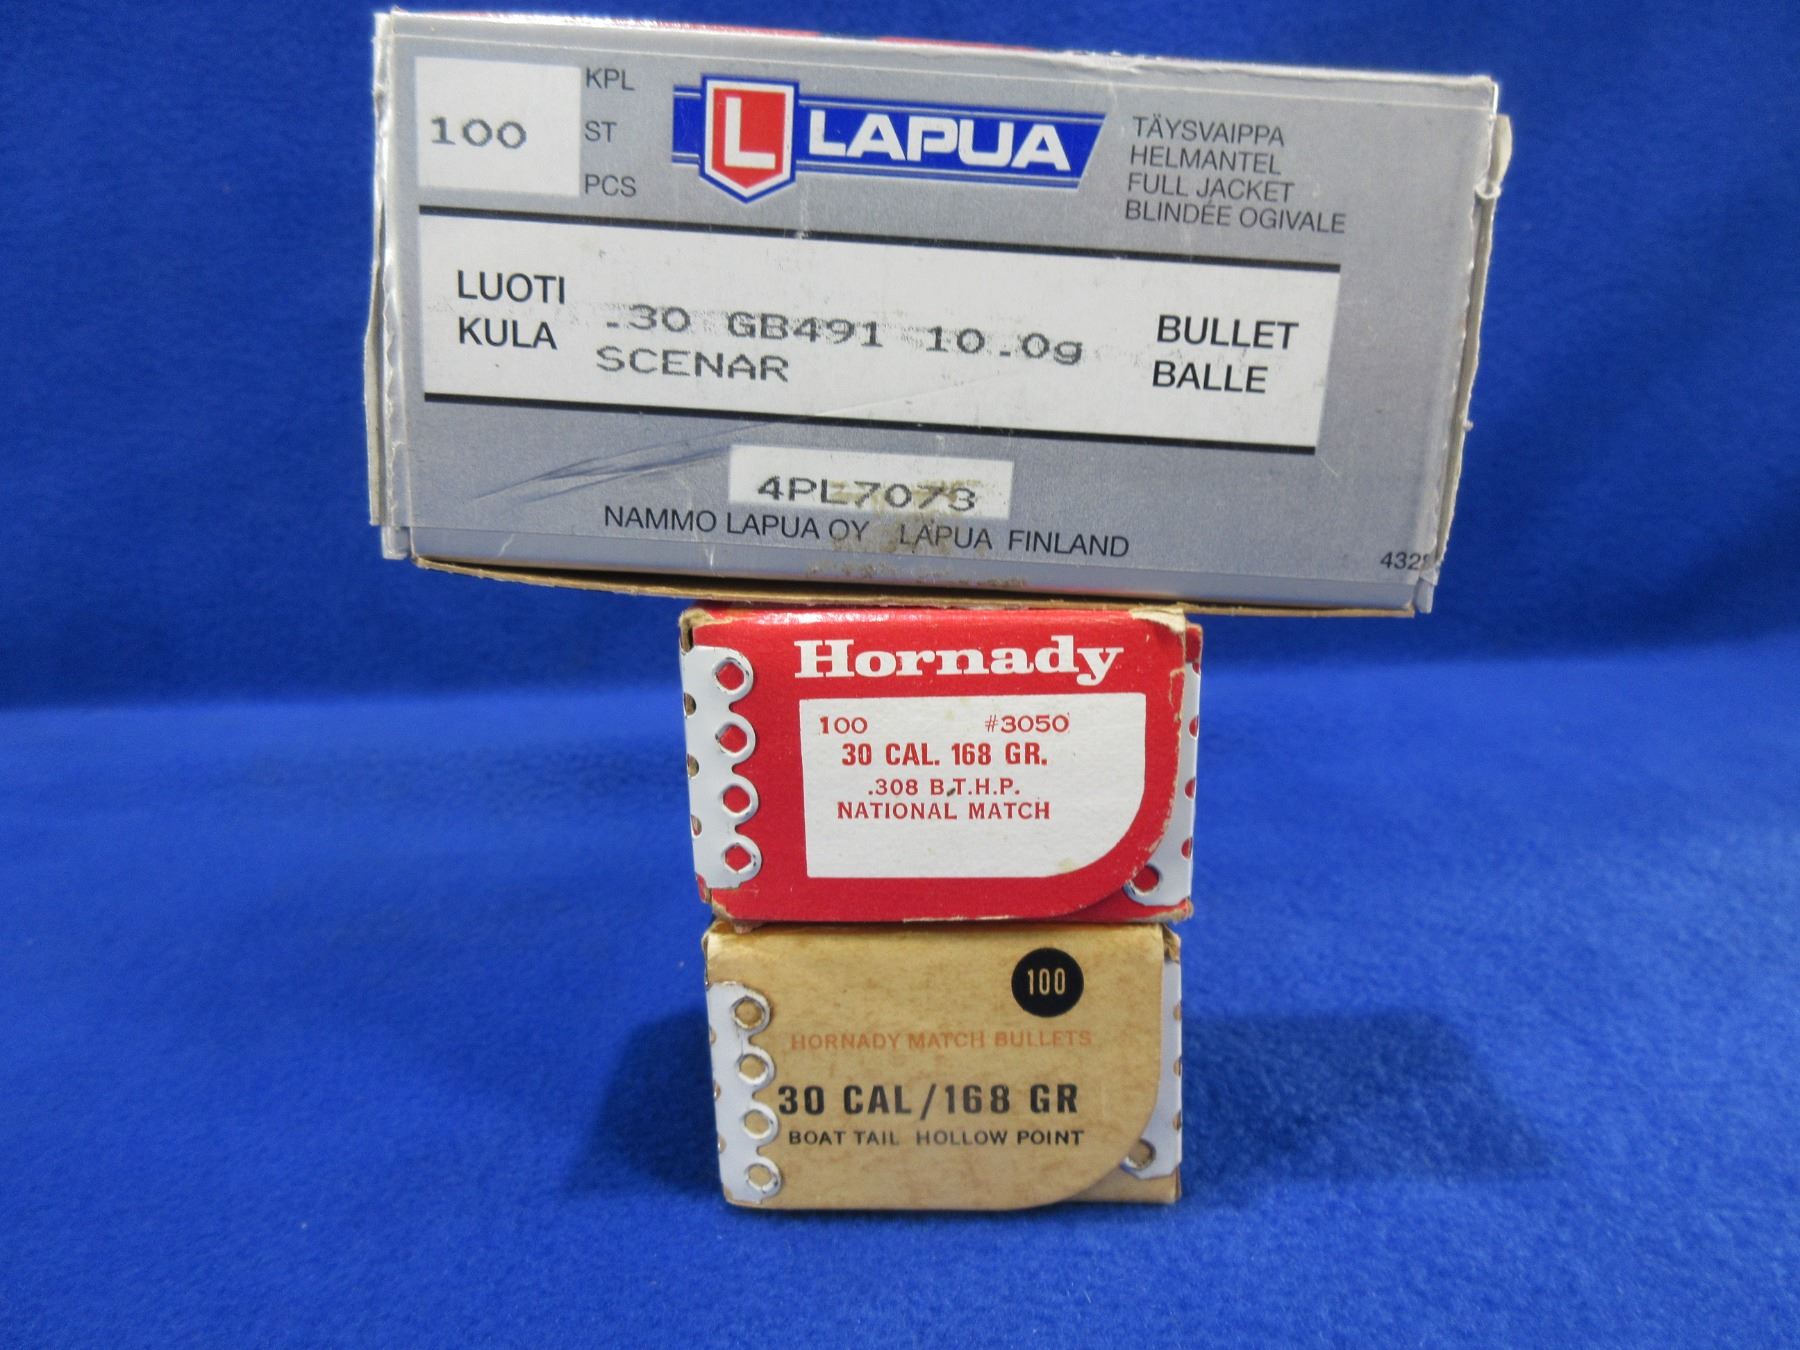 100
KPL
ST
PCS
L LAPUA
TÄYSVAIPPA
HELMANTEL
FULL JACKET
BLINDÉE OGIVALE
LUOTI
KULA
.30 GB491 10.0g
SCENAR
BULLET
BALLE
4PL7073
NAMMO LAPUA OY LAPUA FINLAND
Hornady
100 #3050
30 CAL. 168 GR.
.308 B.T.H.P.
NATIONAL MATCH
100
HORNADY MATCH BULLETS
30 CAL/168 GR
BOAT TAIL HOLLOW POINT